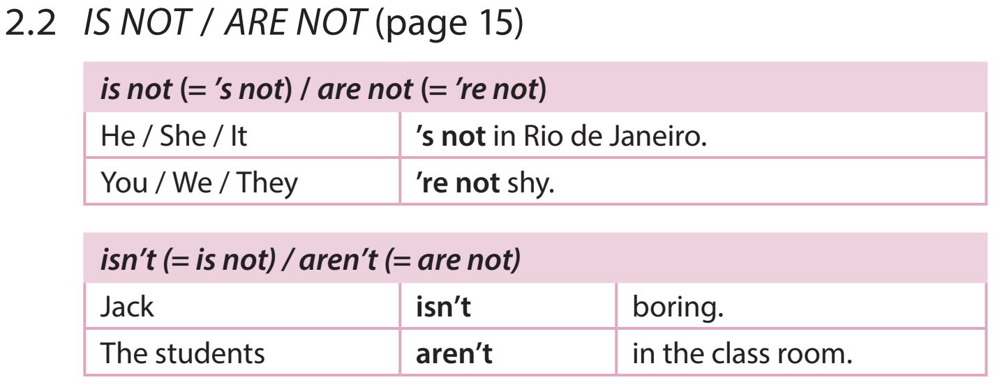 2.2 IS NOT / ARE NOT (page 15)
is not (= ’s not) / are not (= ’re not)
He / She / It ’s not in Rio de Janeiro.
You / We / They ’re not shy.
isn’t (= is not) / aren’t (= are not)
Jack isn’t boring.
The students aren’t in the class room.